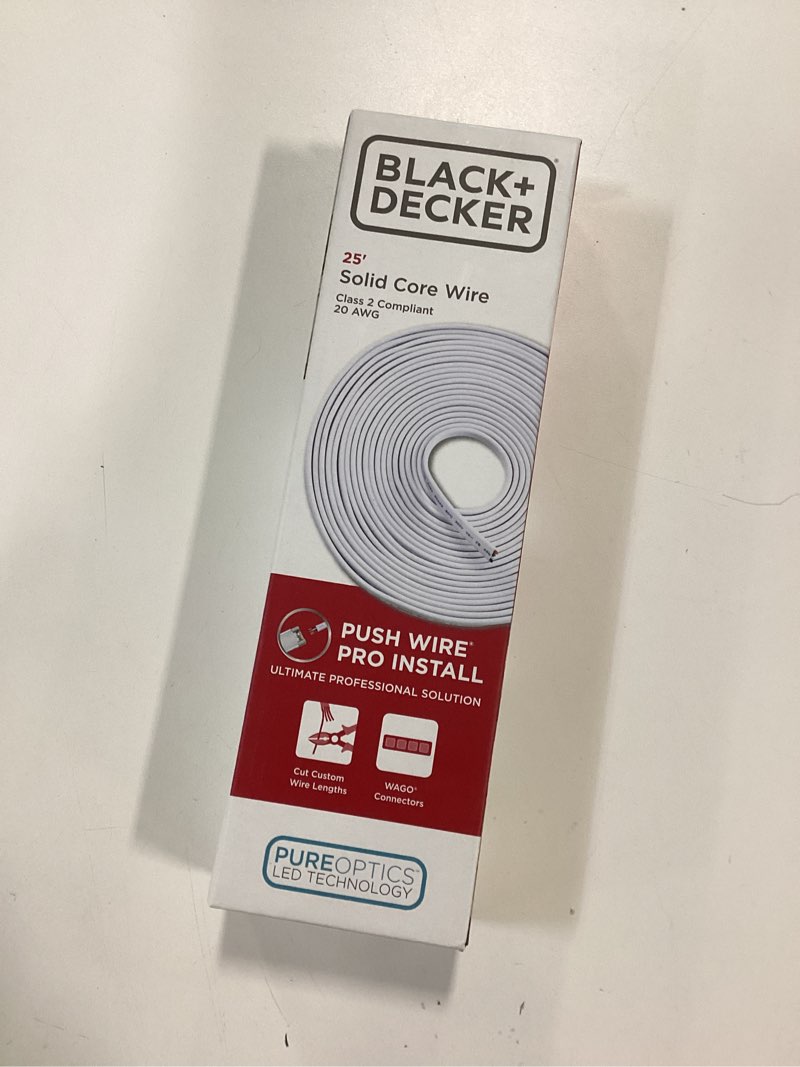 BLACK+
DECKER®
25'
Solid Core Wire
Class 2 Compliant
20 AWG
PUSH WIRE®
PRO INSTALL
ULTIMATE PROFESSIONAL SOLUTION
Cut Custom
Wire Lengths
WAGO®
Connectors
PUREOPTICS™
LED TECHNOLOGY